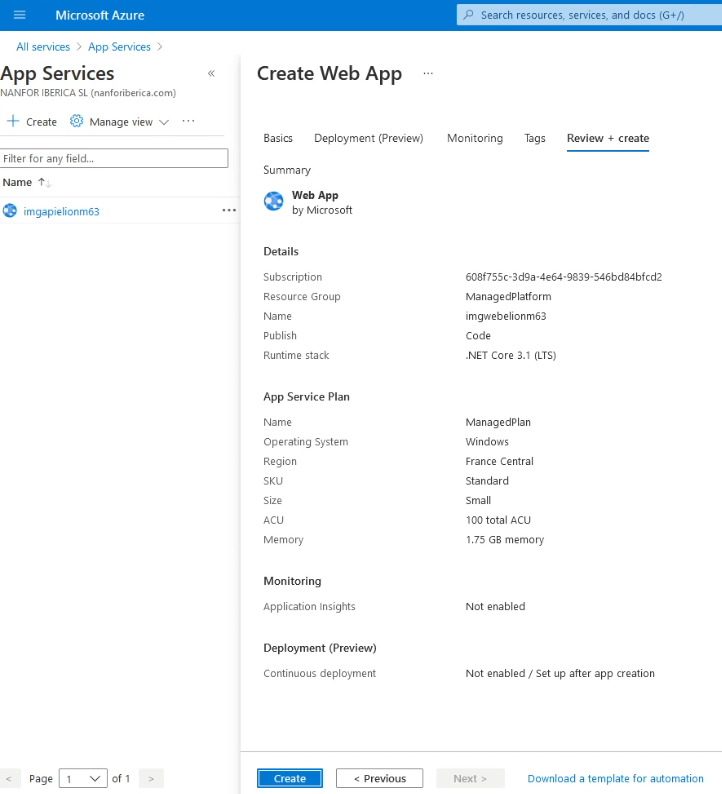 Microsoft Azure
Search resources, services, and docs (G+/)
All services > App Services >
App Services «
NANFOR IBERICA SL (nanforiberica.com)
+ Create Manage view ···
Filter for any field...
Name ↑↓
imgapielionm63 ···
Create Web App ···
Basics Deployment (Preview) Monitoring Tags Review + create
Summary
Web App
by Microsoft
Details
Subscription 608f755c-3d9a-4e64-9839-546bd84bfcd2
Resource Group ManagedPlatform
Name imgwebelionm63
Publish Code
Runtime stack .NET Core 3.1 (LTS)
App Service Plan
Name ManagedPlan
Operating System Windows
Region France Central
SKU Standard
Size Small
ACU 100 total ACU
Memory 1.75 GB memory
Monitoring
Application Insights Not enabled
Deployment (Preview)
Continuous deployment Not enabled / Set up after app creation
< Page 1 of 1 >
Create < Previous Next > Download a template for automation